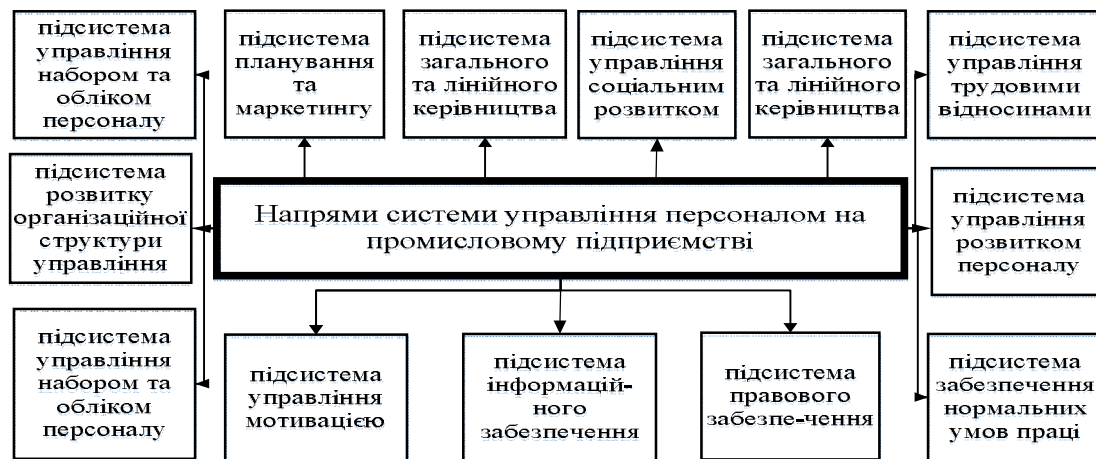 підсистема
управління
набором та
обліком
персоналу
підсистема
планування
та
маркетингу
підсистема
загального
та лінійного
керівництва
підсистема
управління
соціальним
розвитком
підсистема
загального
та лінійного
керівництва
підсистема
управління
трудовими
відносинами
підсистема
розвитку
організаційної
структури
управління
Напрями системи управління персоналом на
промисловому підприємстві
підсистема
управління
розвитком
персоналу
підсистема
управління
набором та
обліком
персоналу
підсистема
управління
мотивацією
підсистема
інформацій-
ного
забезпечення
підсистема
правового
забезпе-чення
підсистема
забезпечення
нормальних
умов праці